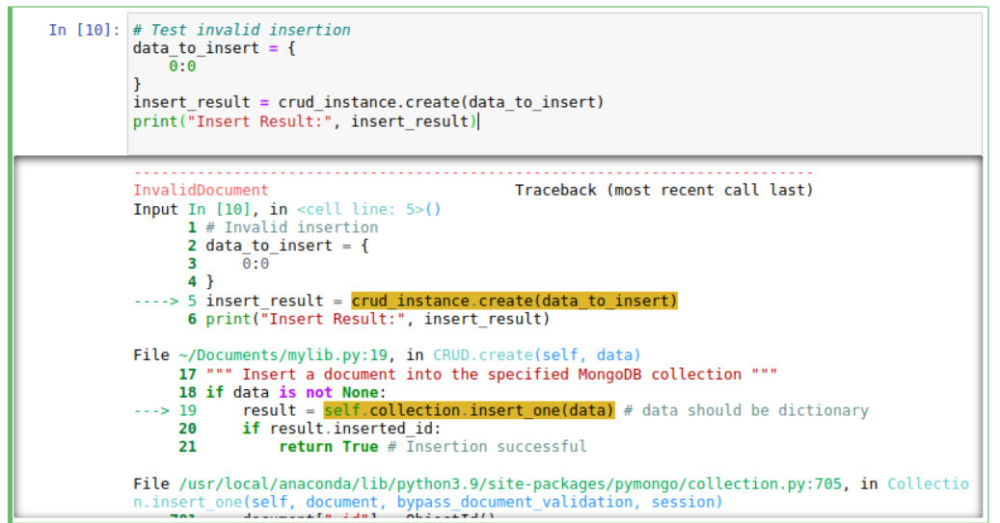 In [10]: # Test invalid insertion
data_to_insert = {
    0:0
}
insert_result = crud_instance.create(data_to_insert)
print("Insert Result:", insert_result)
---------------------------------------------------------------------------
InvalidDocument                           Traceback (most recent call last)
Input In [10], in <cell line: 5>()
      1 # Invalid insertion
      2 data_to_insert = {
      3     0:0
      4 }
----> 5 insert_result = crud_instance.create(data_to_insert)
      6 print("Insert Result:", insert_result)
File ~/Documents/mylib.py:19, in CRUD.create(self, data)
     17 """ Insert a document into the specified MongoDB collection """
     18 if data is not None:
---> 19     result = self.collection.insert_one(data) # data should be dictionary
     20     if result.inserted_id:
     21         return True # Insertion successful
File /usr/local/anaconda/lib/python3.9/site-packages/pymongo/collection.py:705, in Collectio
n.insert_one(self, document, bypass_document_validation, session)